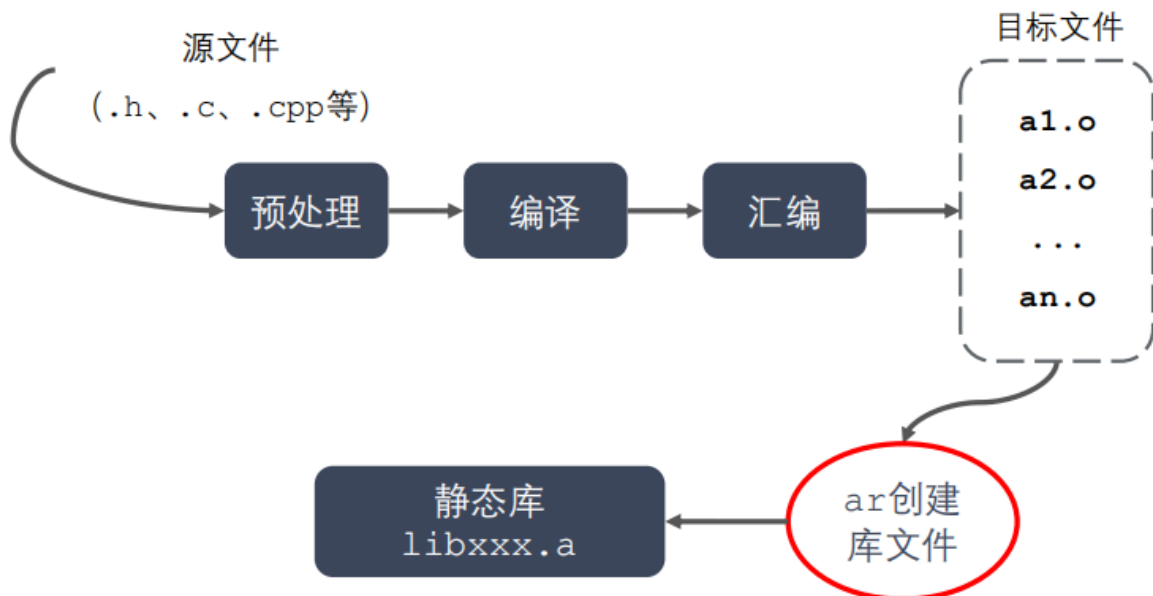 源文件
(.h、.c、.cpp等)
目标文件
a1.o
a2.o
...
an.o
预处理
编译
汇编
ar创建
库文件
静态库
libxxx.a